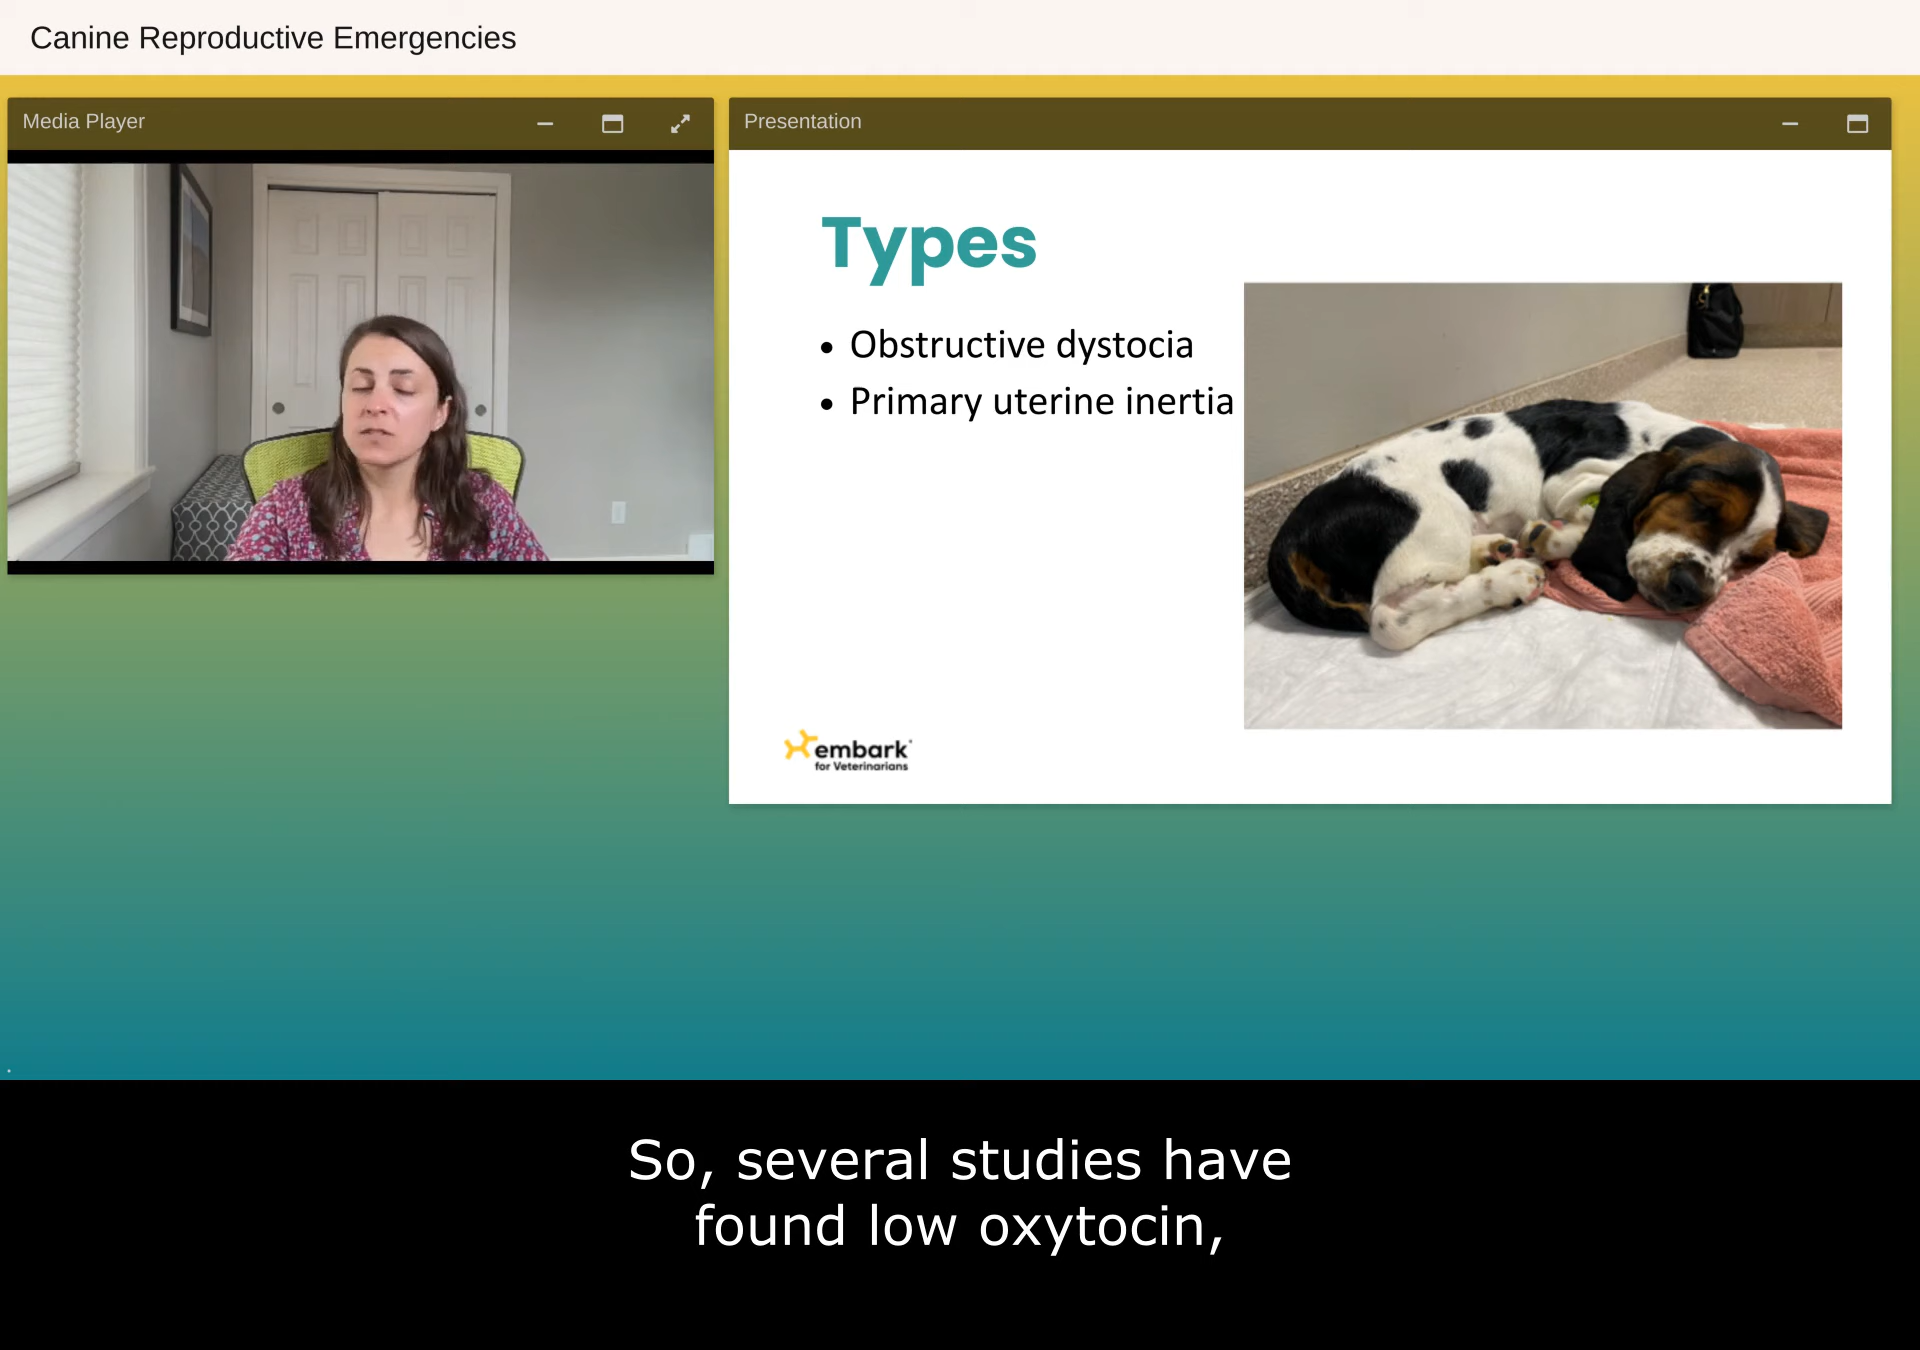 Canine Reproductive Emergencies
Media Player
Presentation
Types
• Obstructive dystocia
• Primary uterine inertia
embark
for Veterinarians
So, several studies have
found low oxytocin,